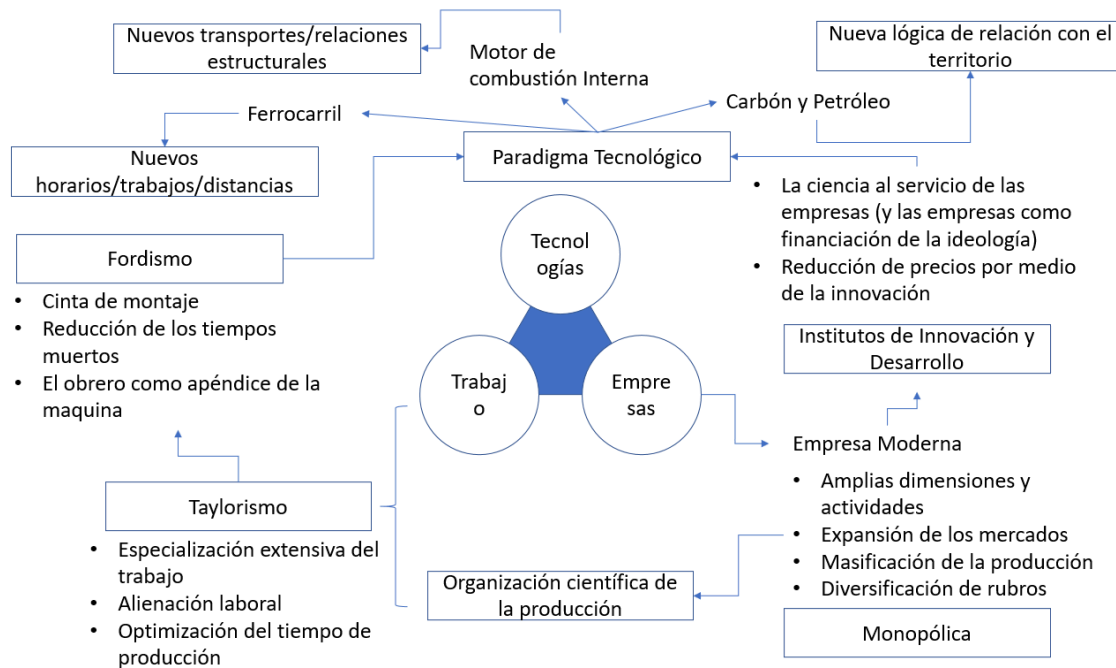 Nuevos transportes/relaciones
estructurales
Motor de
combustión Interna
Nueva lógica de relación con el
territorio
Ferrocarril
Carbón y Petróleo
Nuevos
horarios/trabajos/distancias
Paradigma Tecnológico
• La ciencia al servicio de las
empresas (y las empresas como
financiación de la ideología)
• Reducción de precios por medio
de la innovación
Fordismo
• Cinta de montaje
• Reducción de los tiempos
muertos
• El obrero como apéndice de la
maquina
Tecnol
ogías
Trabaj
o
Empre
sas
Institutos de Innovación y
Desarrollo
Empresa Moderna
• Amplias dimensiones y
actividades
• Expansión de los mercados
• Masificación de la producción
• Diversificación de rubros
Monopólica
Taylorismo
• Especialización extensiva del
trabajo
• Alienación laboral
• Optimización del tiempo de
producción
Organización científica de
la producción